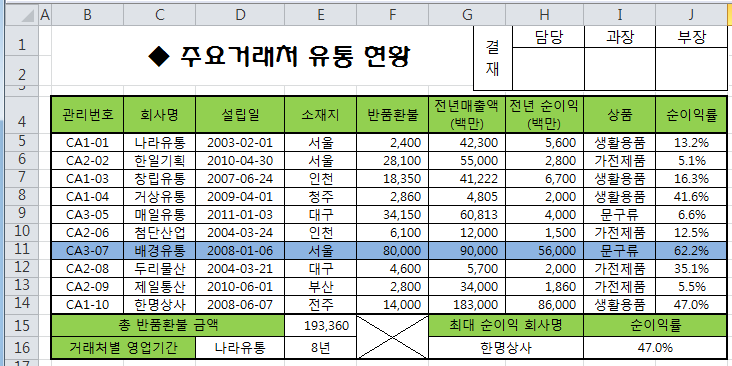 A B C D E F G H I J
1 ◆ 주요거래처 유통 현황 결재 담당 과장 부장
2
3
4 관리번호 회사명 설립일 소재지 반품환불 전년매출액(백만) 전년 순이익(백만) 상품 순이익률
5 CA1-01 나라유통 2003-02-01 서울 2,400 42,300 5,600 생활용품 13.2%
6 CA2-02 한일기획 2010-04-30 서울 28,100 55,000 2,800 가전제품 5.1%
7 CA1-03 창립유통 2007-06-24 인천 18,350 41,222 6,700 생활용품 16.3%
8 CA1-04 거상유통 2009-04-01 청주 2,860 4,805 2,000 생활용품 41.6%
9 CA3-05 매일유통 2011-01-03 대구 34,150 60,813 4,000 문구류 6.6%
10 CA2-06 첨단산업 2004-03-24 인천 6,100 12,000 1,500 가전제품 12.5%
11 CA3-07 배경유통 2008-01-06 서울 80,000 90,000 56,000 문구류 62.2%
12 CA2-08 두리물산 2004-03-21 대구 4,600 5,700 2,000 가전제품 35.1%
13 CA2-09 제일통신 2010-06-01 부산 2,800 34,000 1,860 가전제품 5.5%
14 CA1-10 한명상사 2008-06-07 전주 14,000 183,000 86,000 생활용품 47.0%
15 총 반품환불 금액 193,360 최대 순이익 회사명 순이익률
16 거래처별 영업기간 나라유통 8년 한명상사 47.0%
17